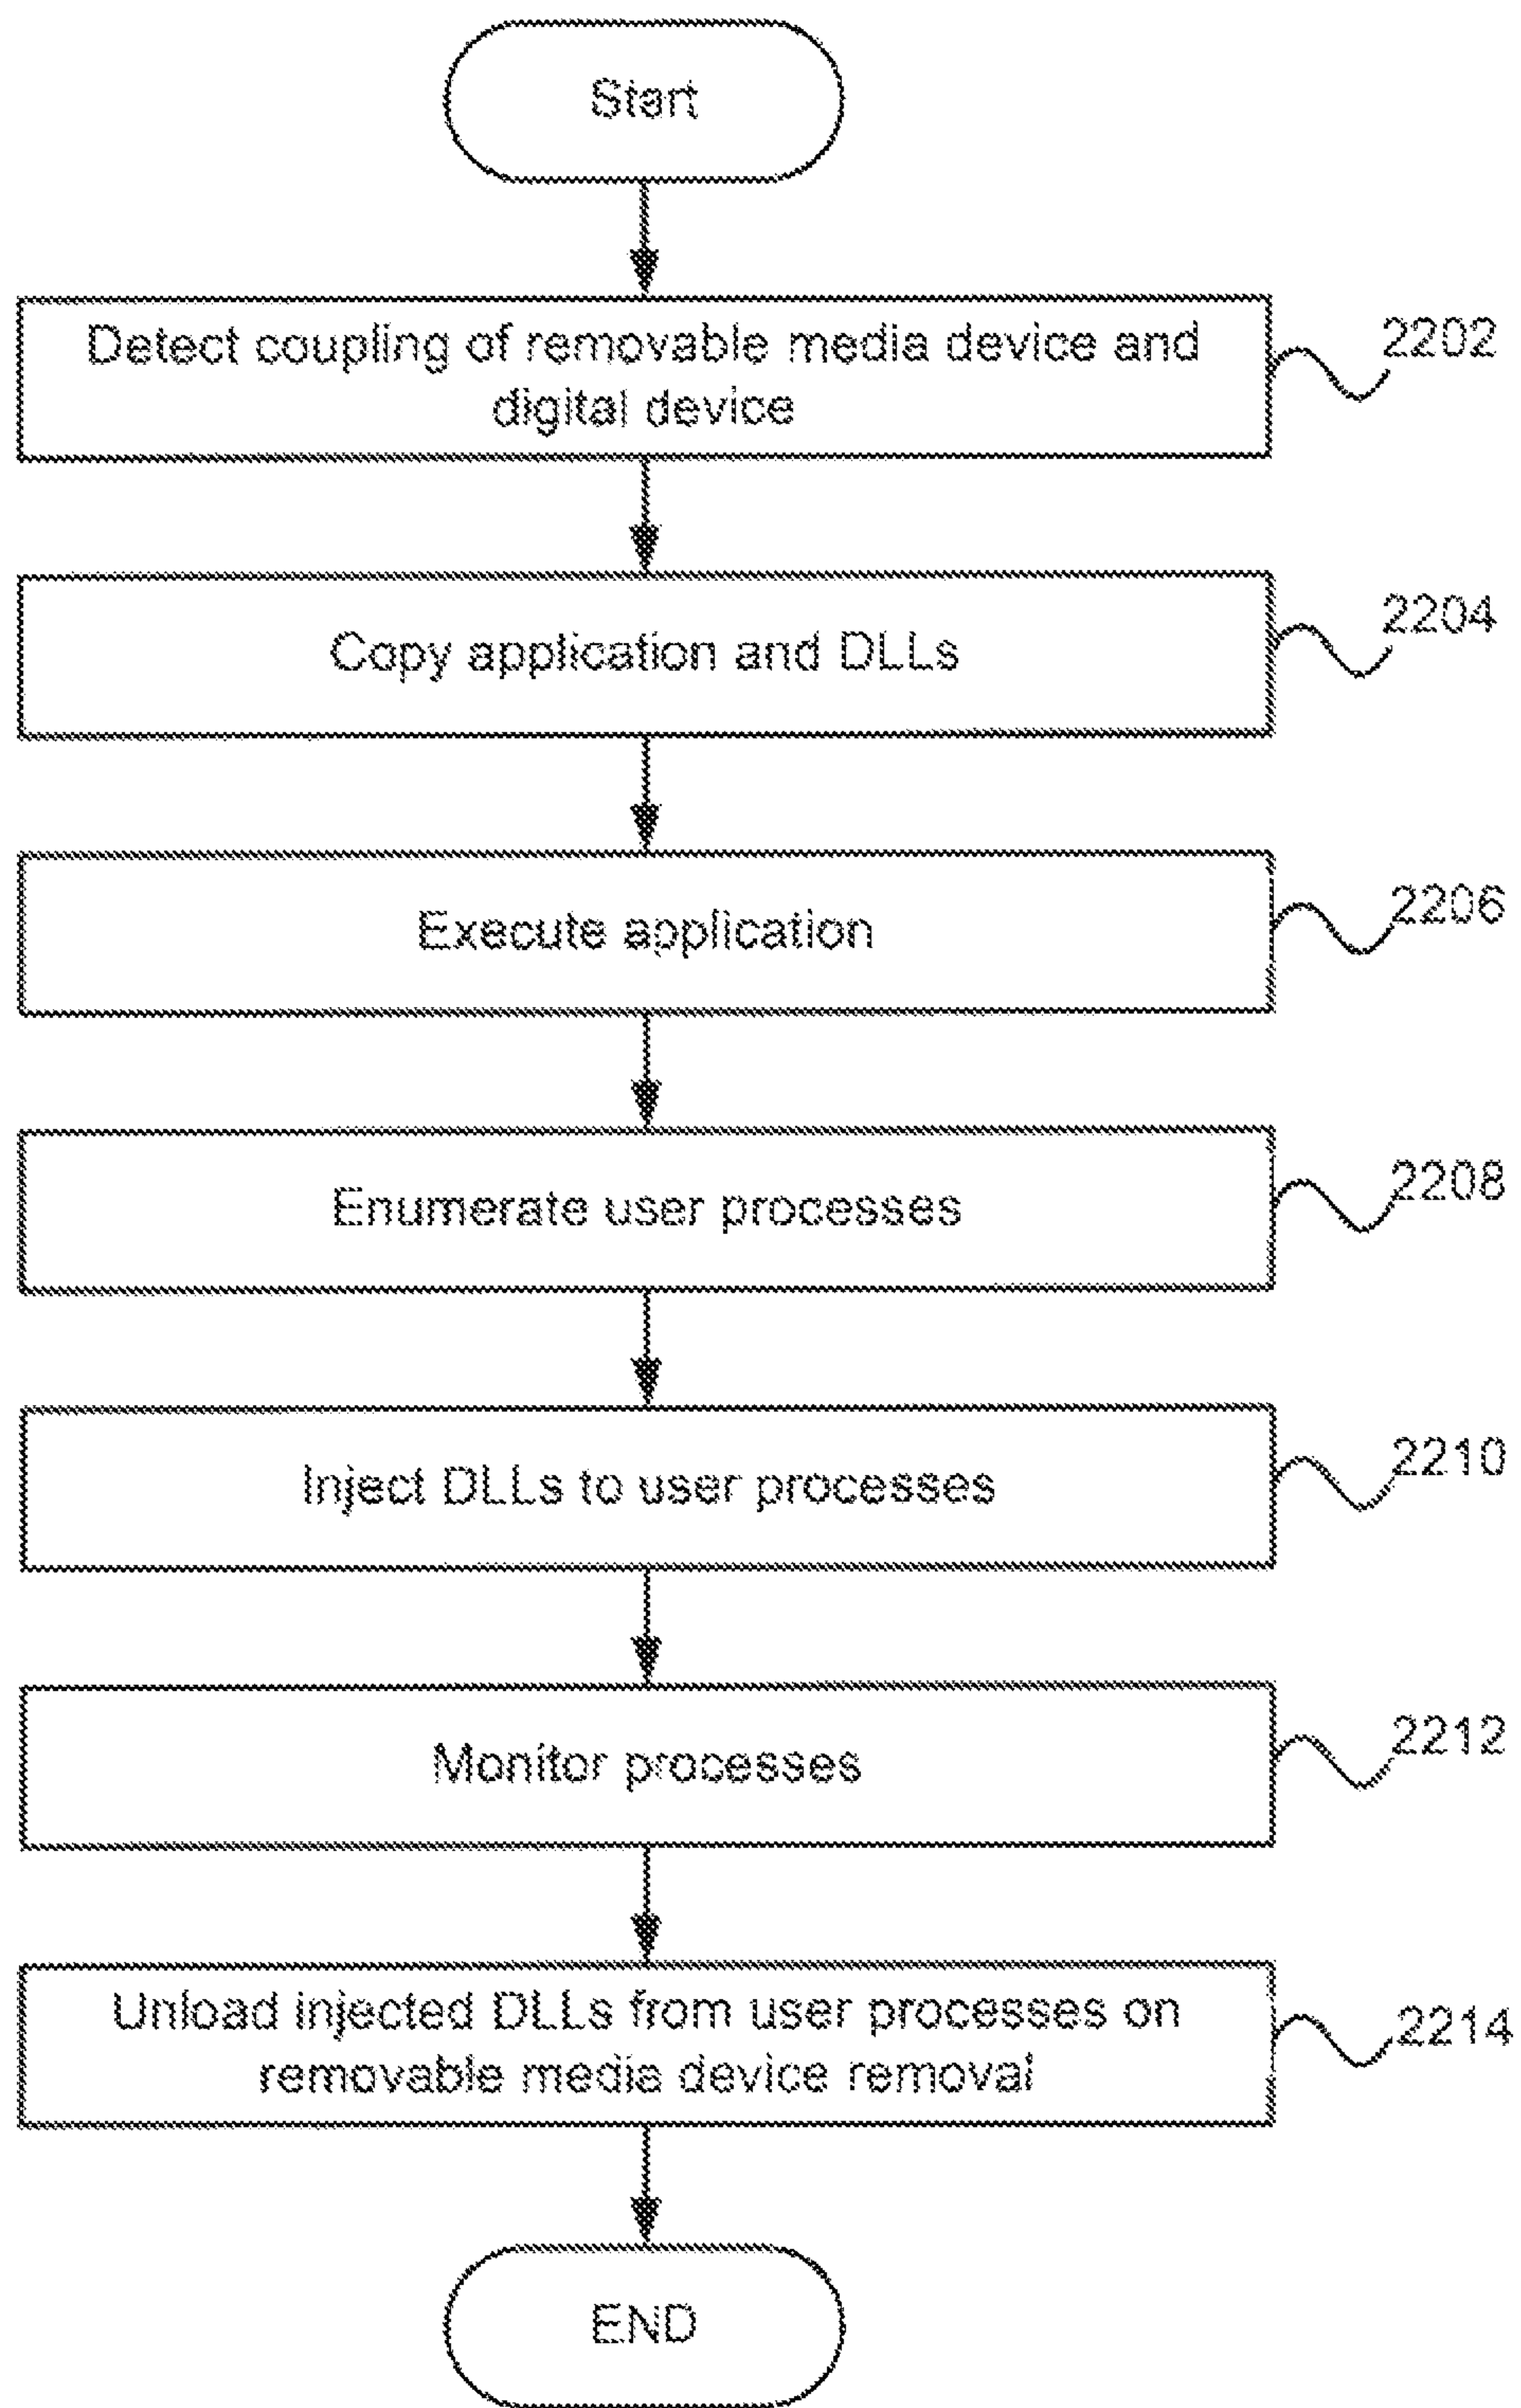 Start
Detect coupling of removable media device and
digital device
2202
Copy application and DLLs
2204
Execute application
2206
Enumerate user processes
2208
Inject DLLs to user processes
2210
Monitor processes
2212
Unload injected DLLs from user processes on
removable media device removal
2214
END